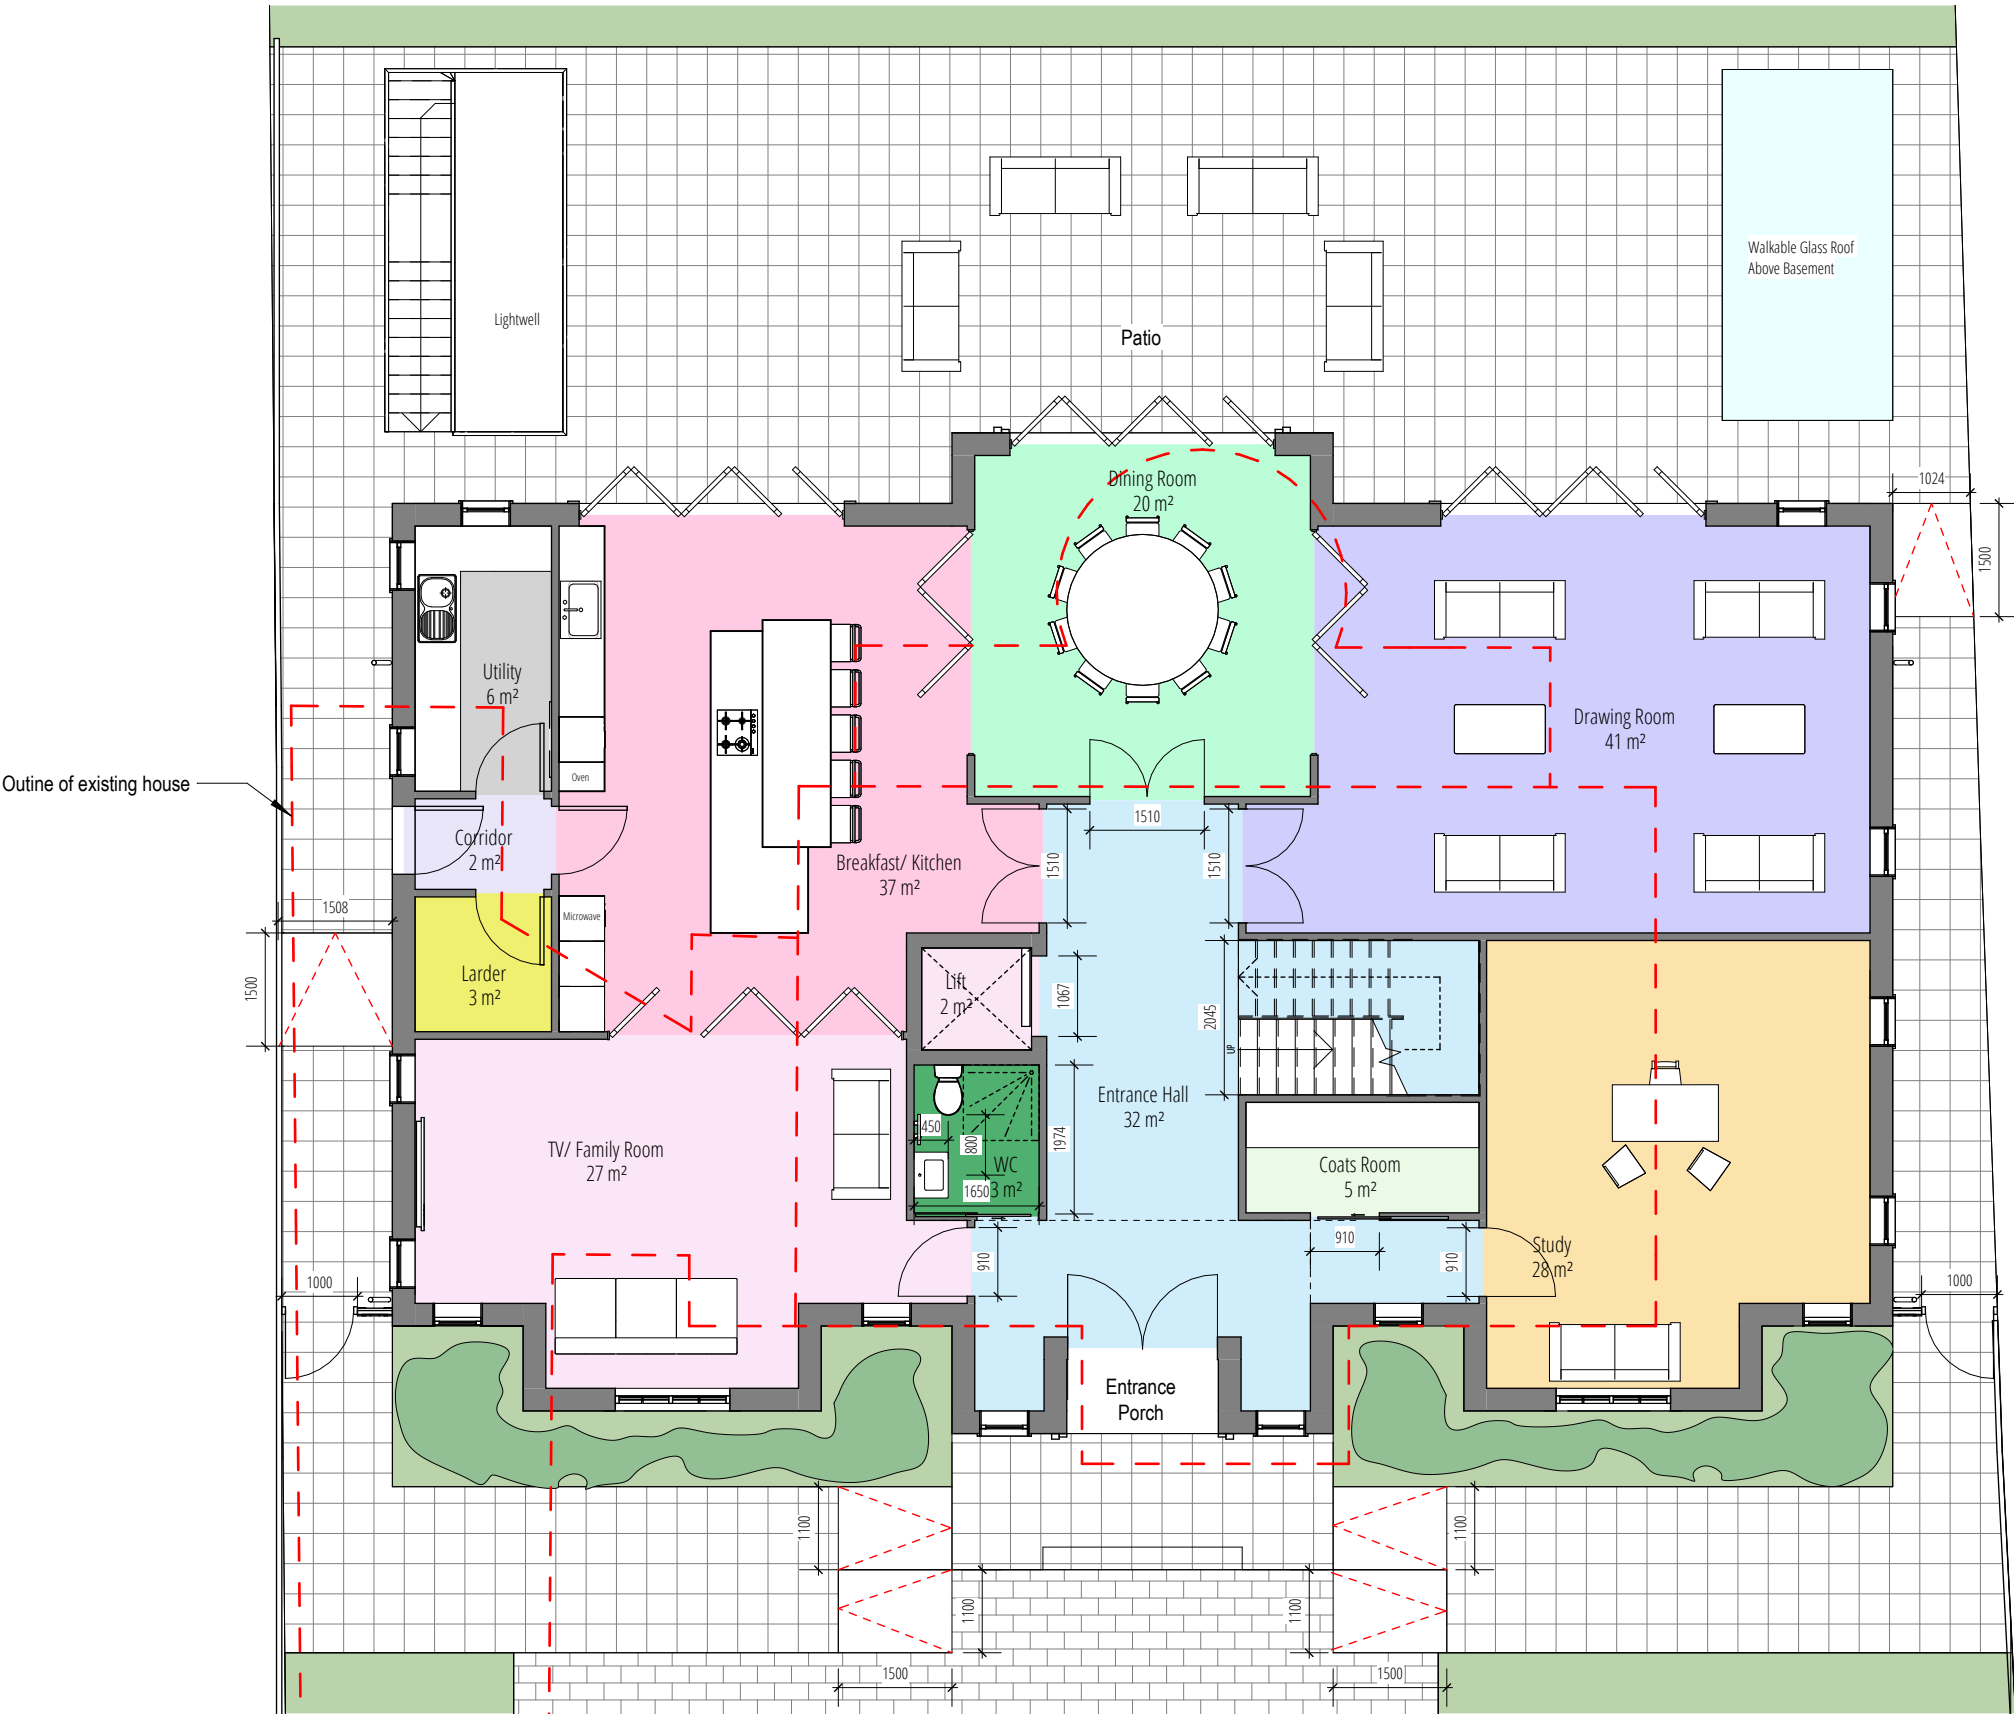 Walkable Glass Roof
Above Basement
Lightwell
Patio
1024
1500
Dining Room
20 m²
Utility
6 m²
Drawing Room
41 m²
Outine of existing house
Oven
1510
1510
1510
Corridor
2 m²
Breakfast/ Kitchen
37 m²
1508
Microwave
1500
Larder
3 m²
Lift
2 m²
1067
2045
UP
Entrance Hall
32 m²
450
800
1974
WC
3 m²
1650
TV/ Family Room
27 m²
Coats Room
5 m²
910
910
910
Study
28 m²
1000
1000
Entrance
Porch
1100
1100
1100
1100
1500
1500